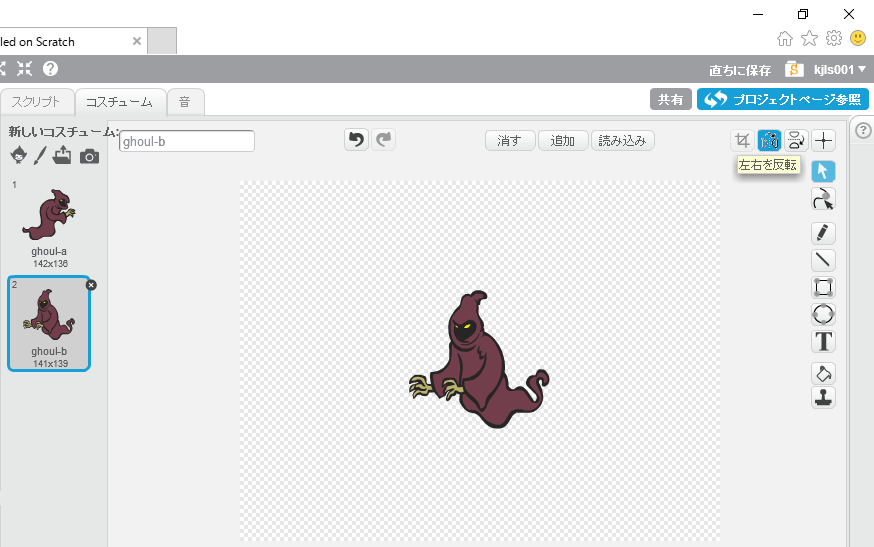 led on Scratch
直ちに保存
kjls001
スクリプト
コスチューム
音
共有
プロジェクトページ参照
新しいコスチューム:
ghoul-b
消す
追加
読み込み
左右を反転
1
ghoul-a
142x136
2
ghoul-b
141x139
T